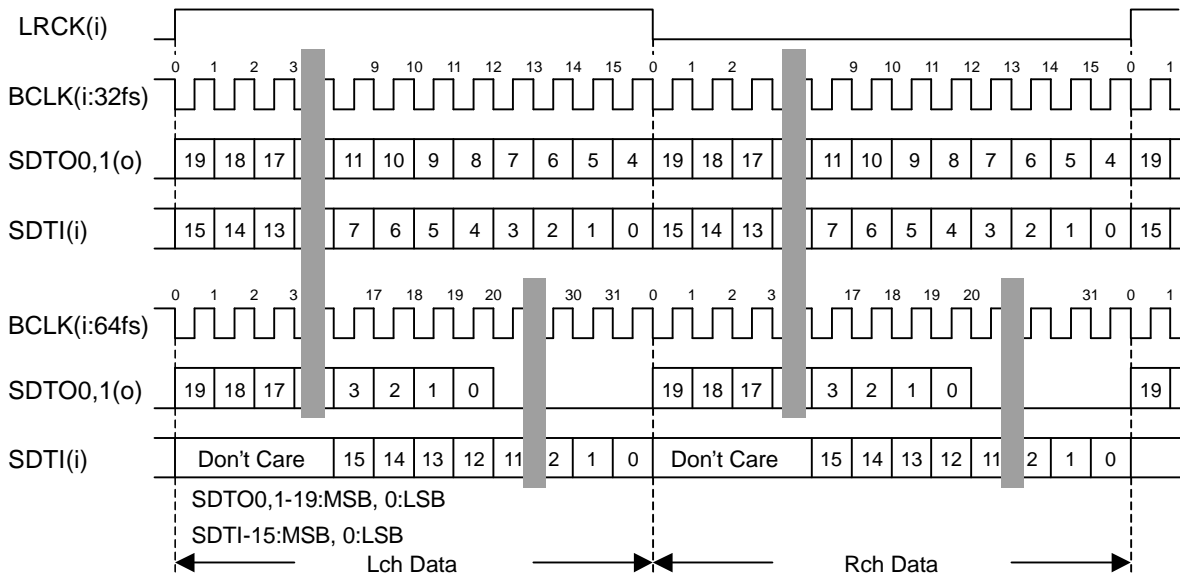 LRCK(i)
0 1 2 3 9 10 11 12 13 14 15 0 1 2 9 10 11 12 13 14 15 0 1
BCLK(i:32fs)
SDTO0,1(o) 19 18 17 11 10 9 8 7 6 5 4 19 18 17 11 10 9 8 7 6 5 4 19
SDTI(i) 15 14 13 7 6 5 4 3 2 1 0 15 14 13 7 6 5 4 3 2 1 0 15
0 1 2 3 17 18 19 20 30 31 0 1 2 3 17 18 19 20 31 0 1
BCLK(i:64fs)
SDTO0,1(o) 19 18 17 3 2 1 0 19 18 17 3 2 1 0 19
SDTI(i) Don't Care 15 14 13 12 11 2 1 0 Don't Care 15 14 13 12 11 2 1 0
SDTO0,1-19:MSB, 0:LSB
SDTI-15:MSB, 0:LSB
Lch Data Rch Data